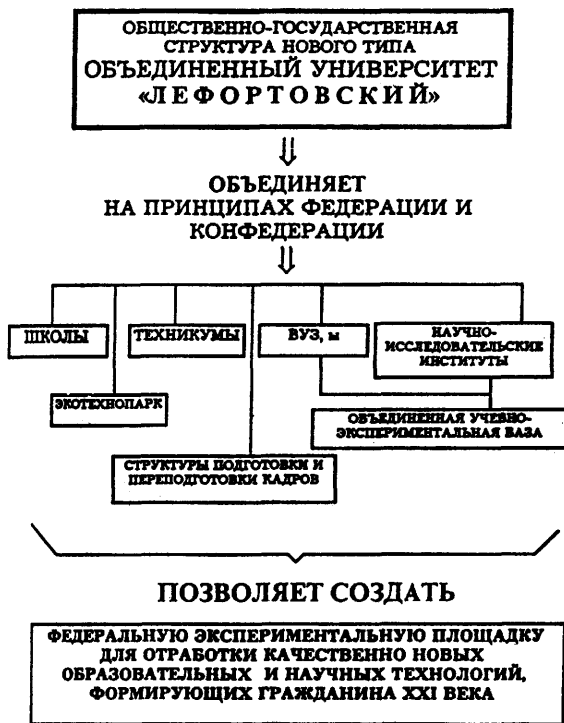 ОБЩЕСТВЕННО-ГОСУДАРСТВЕННАЯ
СТРУКТУРА НОВОГО ТИПА
ОБЪЕДИНЕННЫЙ УНИВЕРСИТЕТ
«ЛЕФОРТОВСКИЙ»
ОБЪЕДИНЯЕТ
НА ПРИНЦИПАХ ФЕДЕРАЦИИ И
КОНФЕДЕРАЦИИ
ШКОЛЫ
ТЕХНИКУМЫ
ВУЗ, ы
НАУЧНО-
ИССЛЕДОВАТЕЛЬСКИЕ
ИНСТИТУТЫ
ЭКОТЕХНОПАРК
ОБЪЕДИНЕННАЯ УЧЕБНО-
ЭКСПЕРИМЕНТАЛЬНАЯ БАЗА
СТРУКТУРЫ ПОДГОТОВКИ И
ПЕРЕПОДГОТОВКИ КАДРОВ
ПОЗВОЛЯЕТ СОЗДАТЬ
ФЕДЕРАЛЬНУЮ ЭКСПЕРИМЕНТАЛЬНУЮ ПЛОЩАДКУ
ДЛЯ ОТРАБОТКИ КАЧЕСТВЕННО НОВЫХ
ОБРАЗОВАТЕЛЬНЫХ И НАУЧНЫХ ТЕХНОЛОГИЙ,
ФОРМИРУЮЩИХ ГРАЖДАНИНА XXI ВЕКА